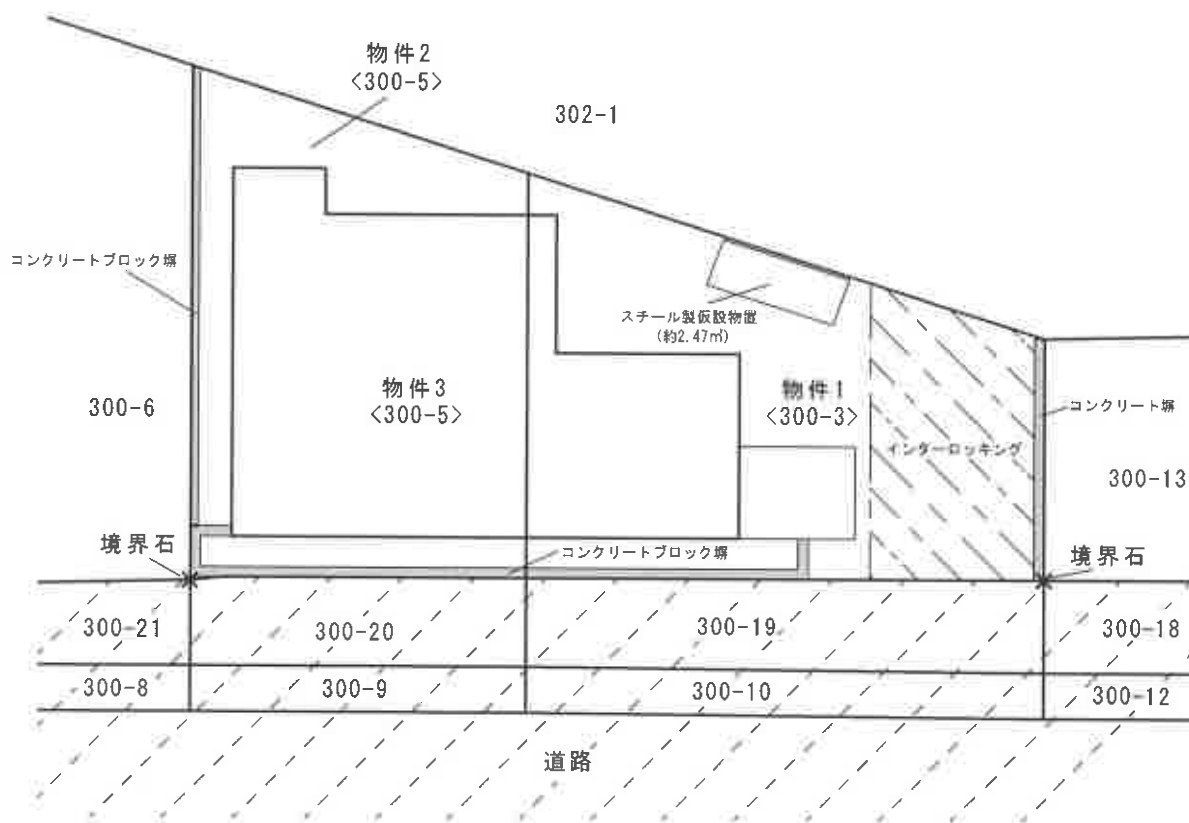 物件2
<300-5>
302-1
コンクリートブロック塀
スチール製仮設物置
(約2.47㎡)
300-6
物件3
<300-5>
物件1
<300-3>
コンクリート塀
インターロッキング
300-13
境界石
コンクリートブロック塀
境界石
300-21
300-20
300-19
300-18
300-8
300-9
300-10
300-12
道路